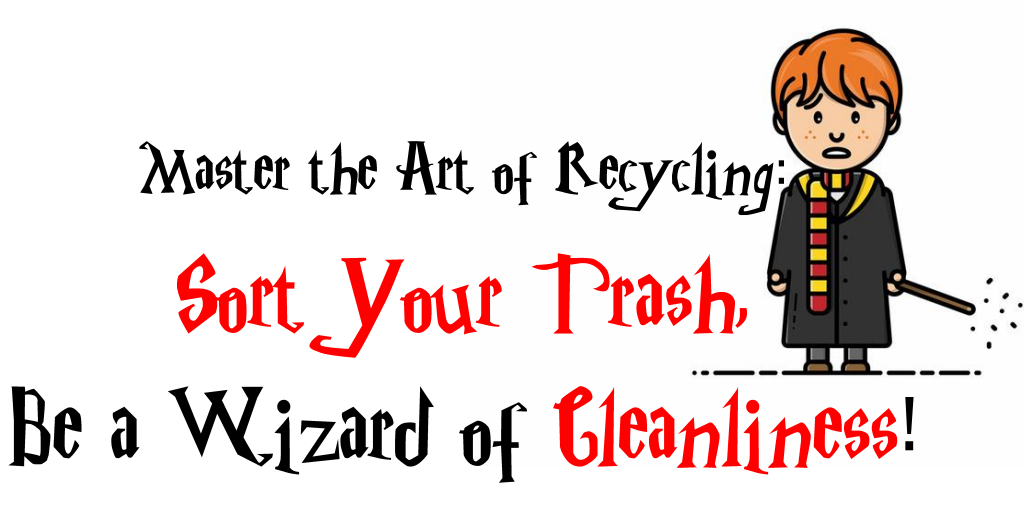 Master the Art of Recycling:
Sort Your Trash,
Be a Wizard of Cleanliness!